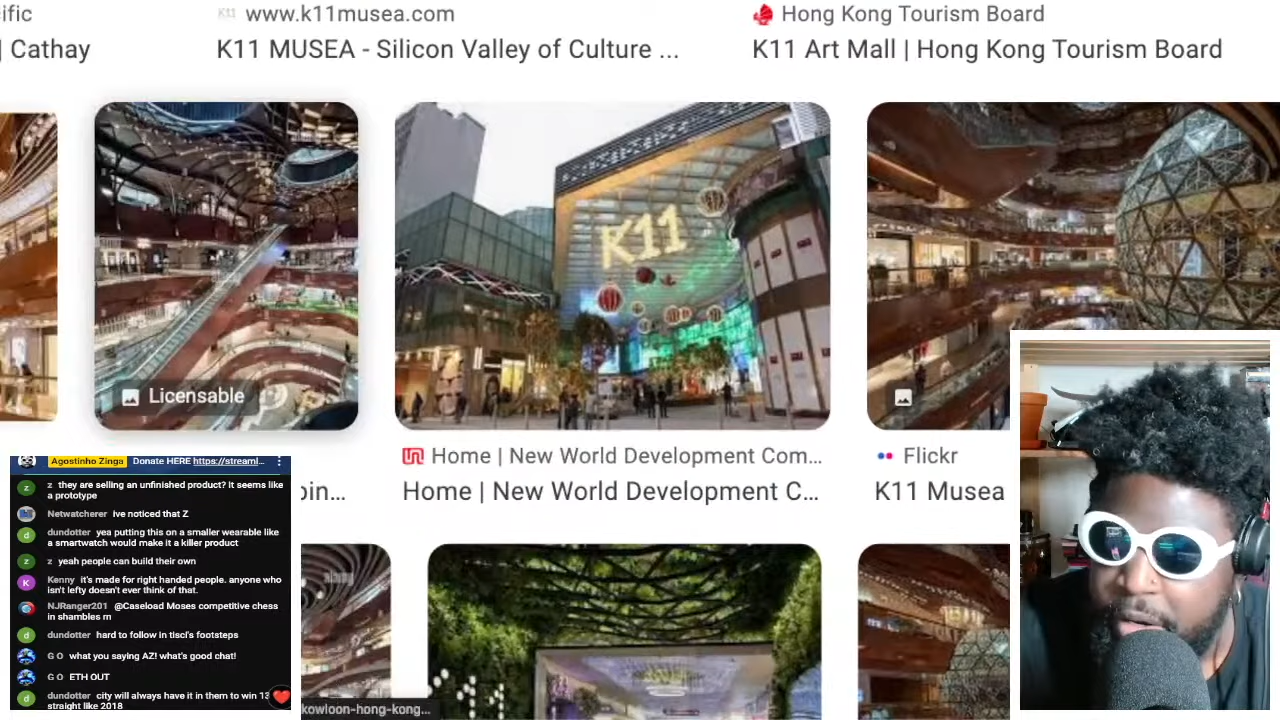 ific
www.k11musea.com
Hong Kong Tourism Board
| Cathay
K11 MUSEA - Silicon Valley of Culture ...
K11 Art Mall | Hong Kong Tourism Board
Licensable
K11
Home | New World Development Com...
Flickr
oin...
Home | New World Development C...
K11 Musea
Agostinho Zinga Donate HERE https://streaml...
z they are selling an unfinished product? It seems like
a prototype
Netwatcherer ive noticed that Z
dundotter yea putting this on a smaller wearable like
a smartwatch would make it a killer product
z yeah people can build their own
Kenny it's made for right handed people. anyone who
isn't lefty doesn't ever think of that.
NJRanger201 @Caseload Moses competitive chess
in shambles rn
dundotter hard to follow in tisci's footsteps
G O what you saying AZ! what's good chat!
G O ETH OUT
dundotter city will always have it in them to win 13
straight like 2018
kowloon-hong-kong...